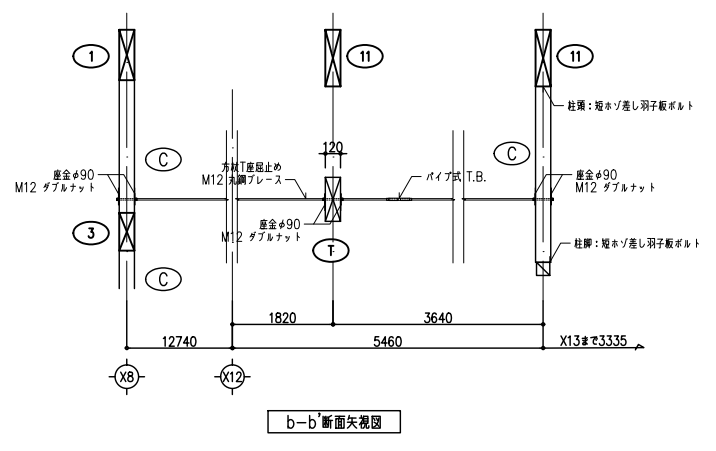 1
11
11
柱頭：短ホゾ差し羽子板ボルト
120
C
C
方杖T座屈止め
M12 丸鋼ブレース
パイプ式 T.B.
座金φ90
M12 ダブルナット
座金φ90
M12 ダブルナット
座金φ90
M12 ダブルナット
3
T
柱脚：短ホゾ差し羽子板ボルト
C
1820
3640
12740
5460
X13まで3335
X8
X12
b-b'断面矢視図